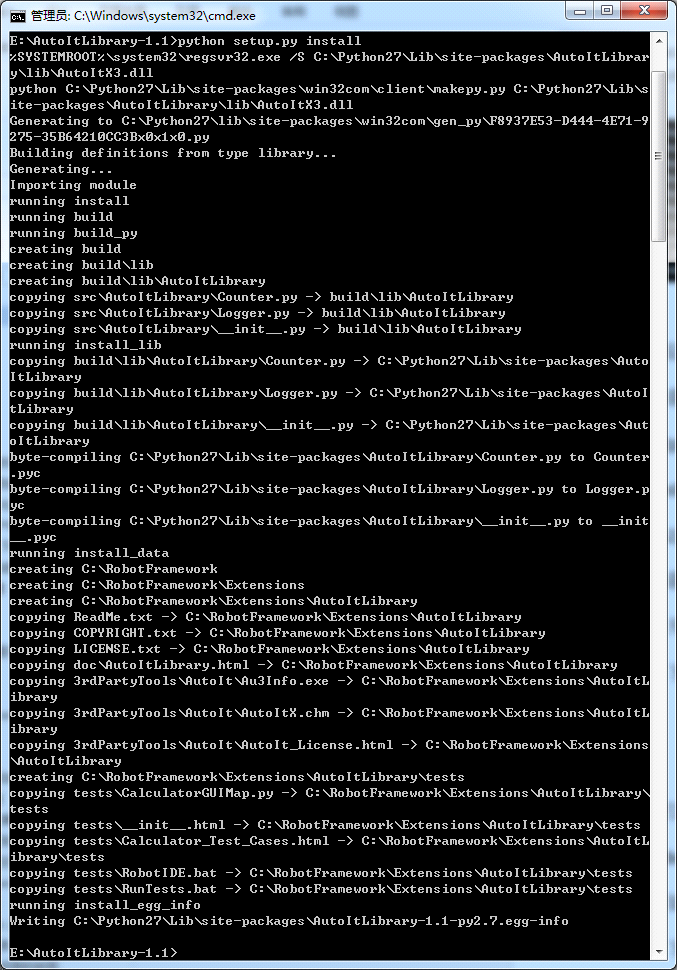 管理员: C:\Windows\system32\cmd.exe
E:\AutoItLibrary-1.1>python setup.py install
%SYSTEMROOT%\system32\regsvr32.exe /S C:\Python27\Lib\site-packages\AutoItLibrar
y\lib\AutoItX3.dll
python C:\Python27\Lib\site-packages\win32com\client\makepy.py C:\Python27\Lib\s
ite-packages\AutoItLibrary\lib\AutoItX3.dll
Generating to C:\Python27\lib\site-packages\win32com\gen_py\F8937E53-D444-4E71-9
275-35B64210CC3Bx0x1x0.py
Building definitions from type library...
Generating...
Importing module
running install
running build
running build_py
creating build
creating build\lib
creating build\lib\AutoItLibrary
copying src\AutoItLibrary\Counter.py -> build\lib\AutoItLibrary
copying src\AutoItLibrary\Logger.py -> build\lib\AutoItLibrary
copying src\AutoItLibrary\__init__.py -> build\lib\AutoItLibrary
running install_lib
copying build\lib\AutoItLibrary\Counter.py -> C:\Python27\Lib\site-packages\Auto
ItLibrary
copying build\lib\AutoItLibrary\Logger.py -> C:\Python27\Lib\site-packages\AutoI
tLibrary
copying build\lib\AutoItLibrary\__init__.py -> C:\Python27\Lib\site-packages\Aut
oItLibrary
byte-compiling C:\Python27\Lib\site-packages\AutoItLibrary\Counter.py to Counter
.pyc
byte-compiling C:\Python27\Lib\site-packages\AutoItLibrary\Logger.py to Logger.p
yc
byte-compiling C:\Python27\Lib\site-packages\AutoItLibrary\__init__.py to __init
__.pyc
running install_data
creating C:\RobotFramework
creating C:\RobotFramework\Extensions
creating C:\RobotFramework\Extensions\AutoItLibrary
copying ReadMe.txt -> C:\RobotFramework\Extensions\AutoItLibrary
copying COPYRIGHT.txt -> C:\RobotFramework\Extensions\AutoItLibrary
copying LICENSE.txt -> C:\RobotFramework\Extensions\AutoItLibrary
copying doc\AutoItLibrary.html -> C:\RobotFramework\Extensions\AutoItLibrary
copying 3rdPartyTools\AutoIt\Au3Info.exe -> C:\RobotFramework\Extensions\AutoItL
ibrary
copying 3rdPartyTools\AutoIt\AutoItX.chm -> C:\RobotFramework\Extensions\AutoItL
ibrary
copying 3rdPartyTools\AutoIt\AutoIt_License.html -> C:\RobotFramework\Extensions
\AutoItLibrary
creating C:\RobotFramework\Extensions\AutoItLibrary\tests
copying tests\CalculatorGUIMap.py -> C:\RobotFramework\Extensions\AutoItLibrary\
tests
copying tests\__init__.html -> C:\RobotFramework\Extensions\AutoItLibrary\tests
copying tests\Calculator_Test_Cases.html -> C:\RobotFramework\Extensions\AutoItL
ibrary\tests
copying tests\RobotIDE.bat -> C:\RobotFramework\Extensions\AutoItLibrary\tests
copying tests\RunTests.bat -> C:\RobotFramework\Extensions\AutoItLibrary\tests
running install_egg_info
Writing C:\Python27\Lib\site-packages\AutoItLibrary-1.1-py2.7.egg-info
E:\AutoItLibrary-1.1>